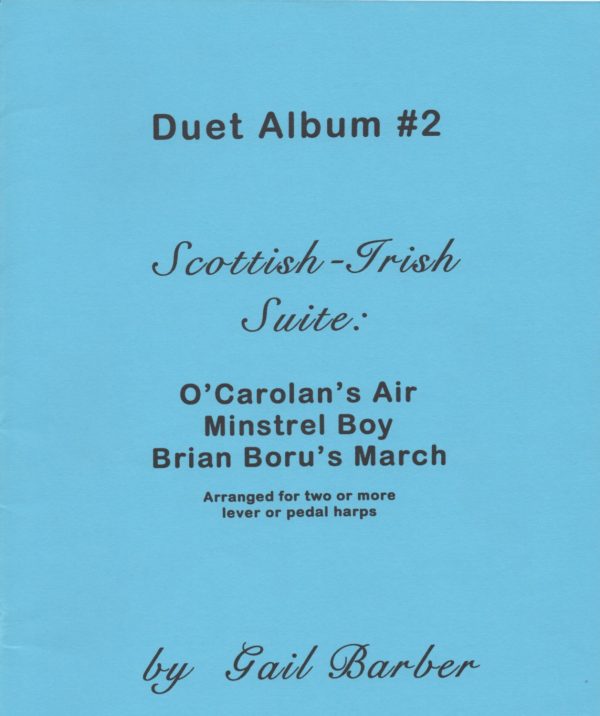 Duet Album #2
Scottish-Irish
Suite:
O'Carolan's Air
Minstrel Boy
Brian Boru's March
Arranged for two or more
lever or pedal harps
by Gail Barber